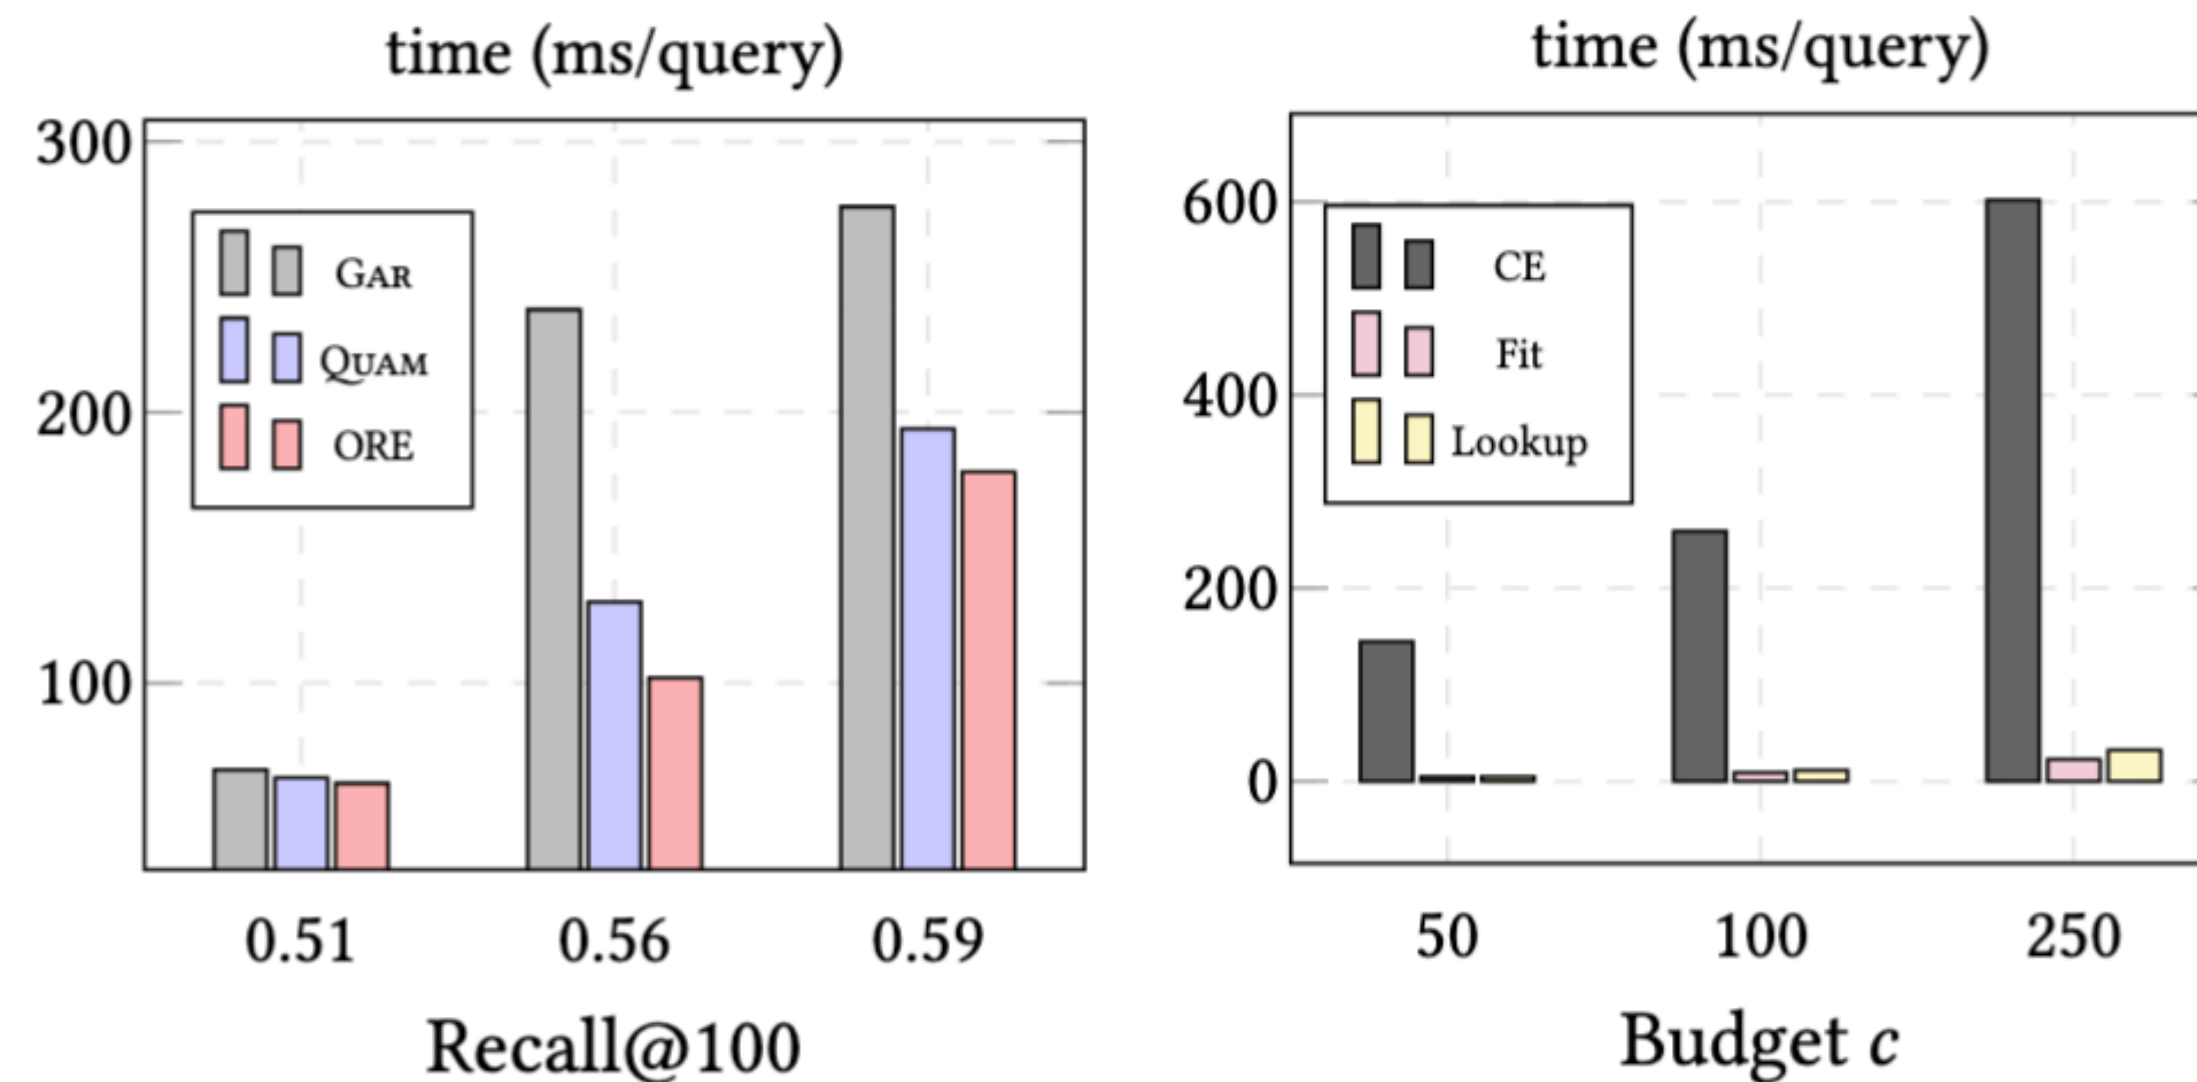 time (ms/query)
300
200
100
GAR
QUAM
ORE
0.51 0.56 0.59
Recall@100
time (ms/query)
600
400
200
0
CE
Fit
Lookup
50 100 250
Budget c